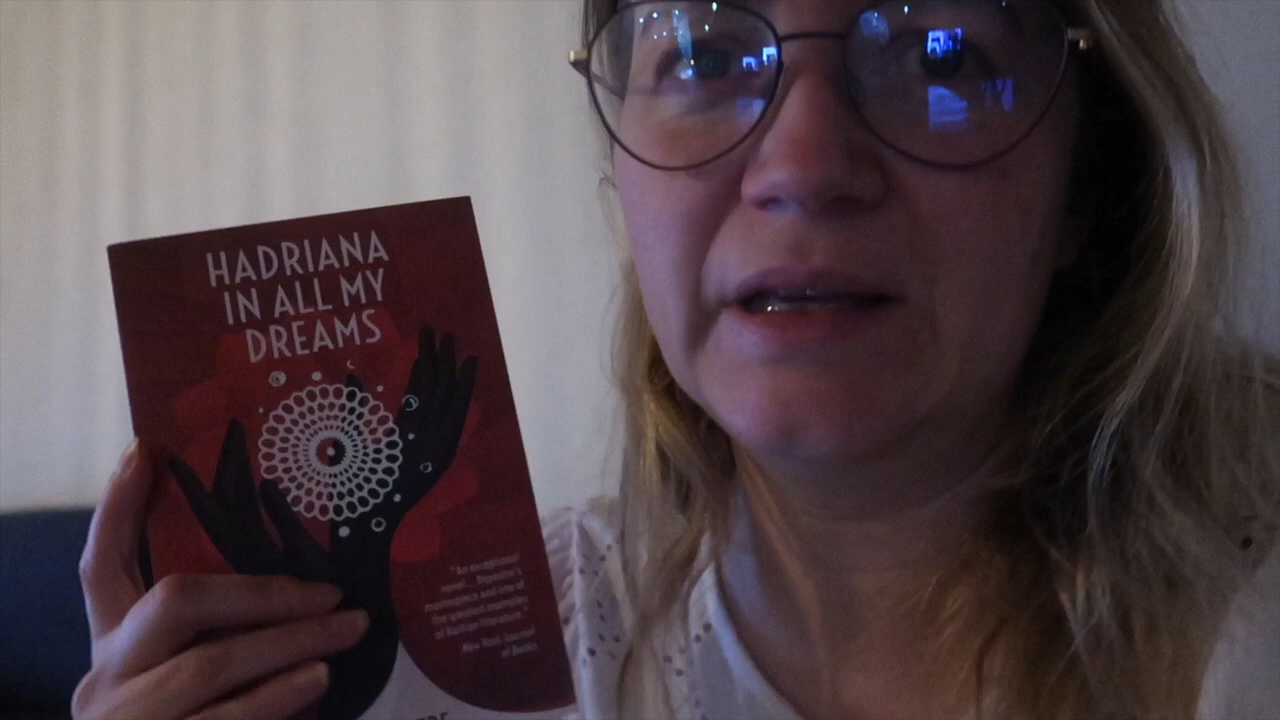 HADRIANA
IN ALL MY
DREAMS
"An exceptional
novel... Depestre's
masterpiece and one of
the greatest examples
of Haitian literature."
New York Journal
of Books